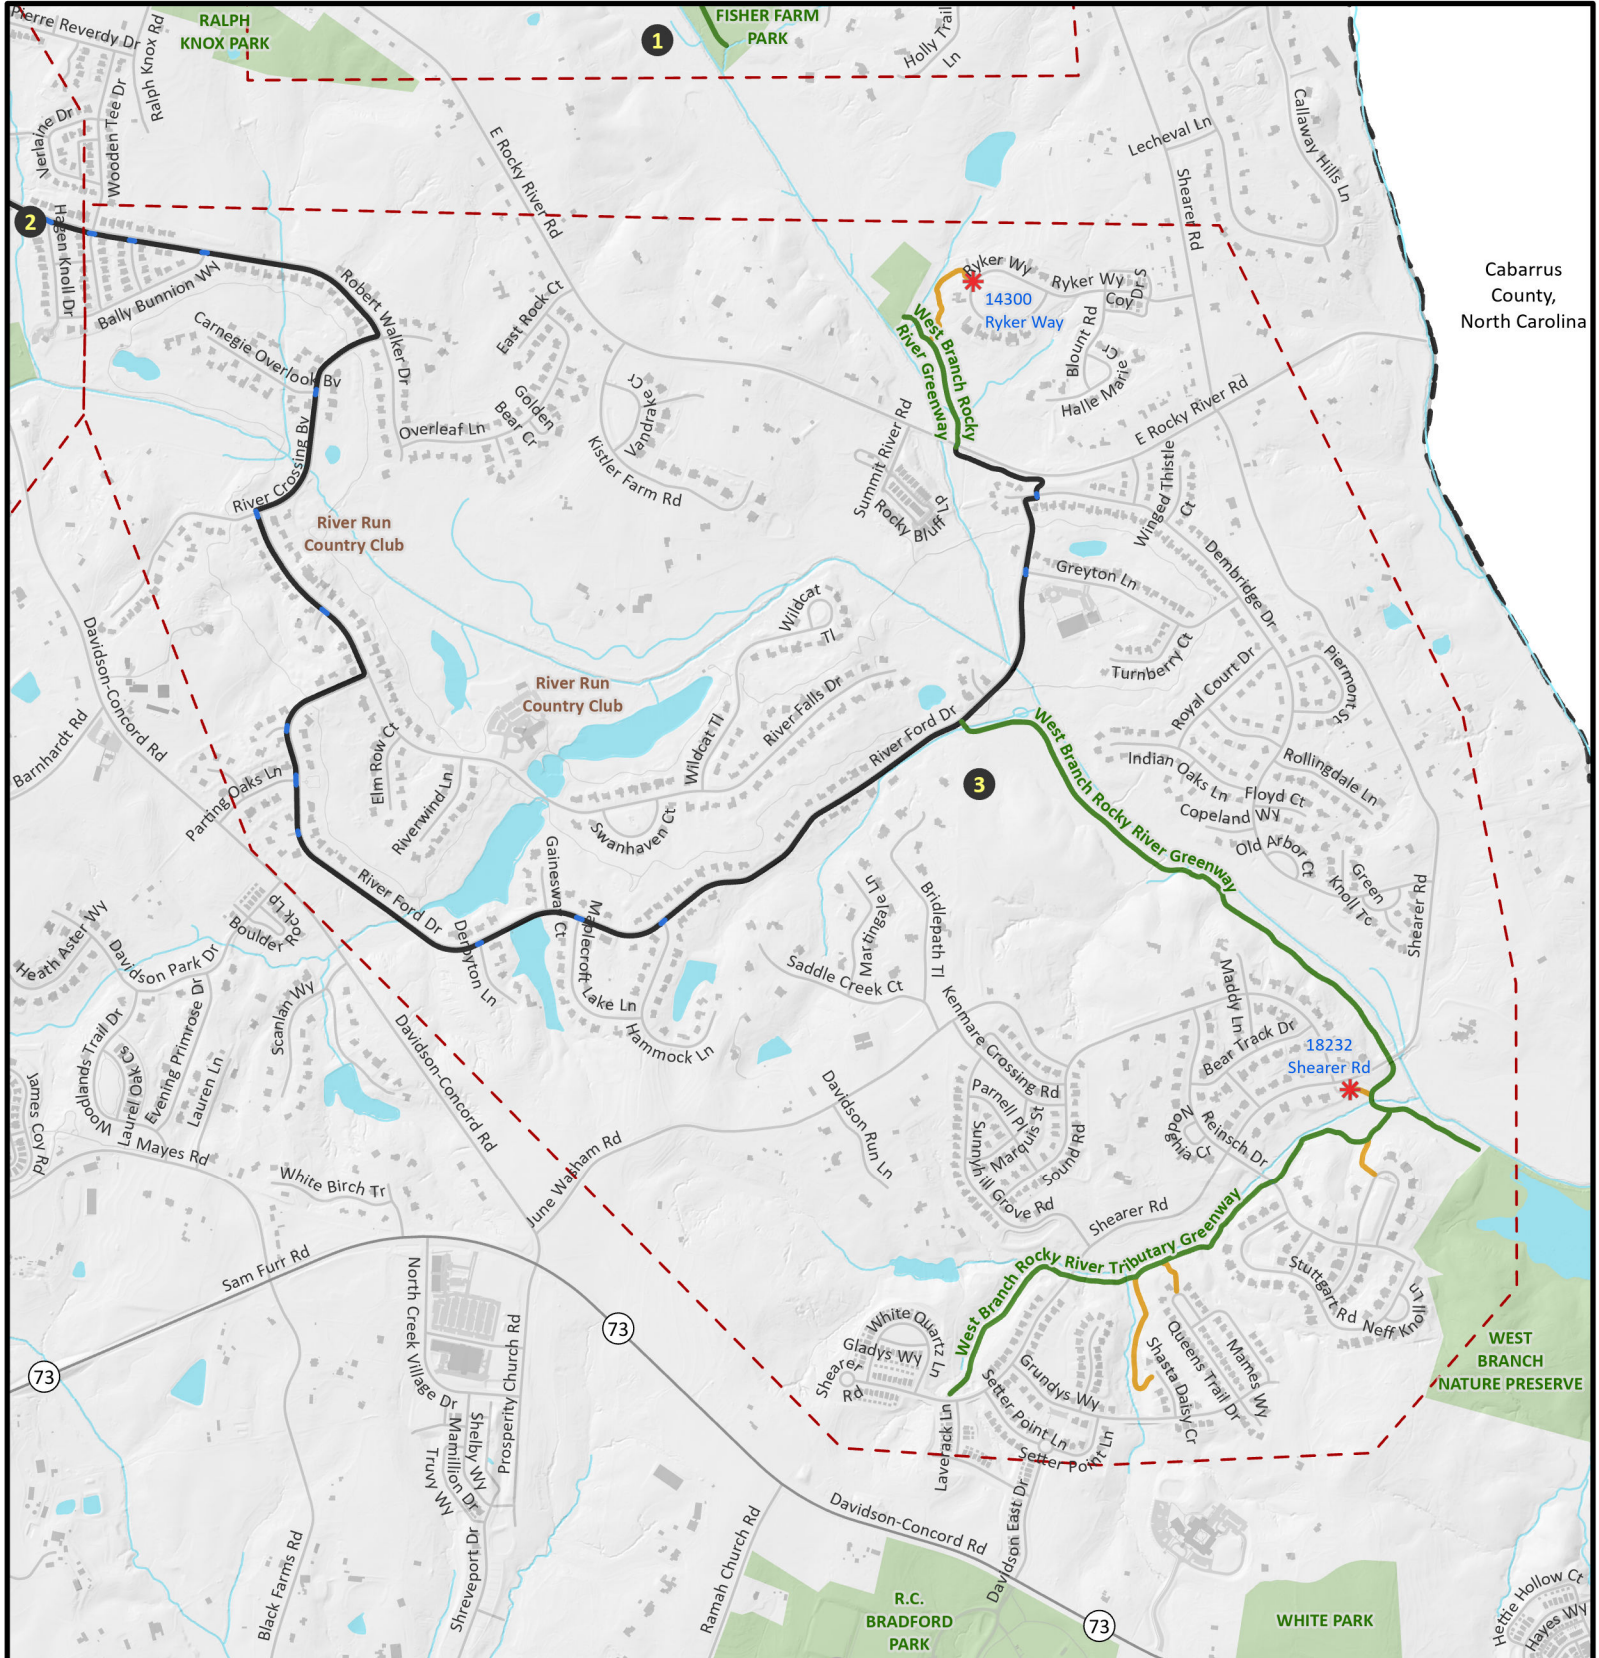 Pierre Reverdy Dr
Ralph Knox Rd
RALPH
KNOX PARK
1
FISHER FARM
PARK
Holly Trail
Ln
Verlaine Dr
Wooden Tee Dr
E Rocky River Rd
Lecheval Ln
Callaway Hills Ln
Shearer Rd
2
Hagen Knoll Dr
Bally Bunnion Wy
Robert Walker Dr
Carnegie Overlook Bv
East Rock Ct
Golden
Bear Cr
Overleaf Ln
Vandrake Cr
Kistler Farm Rd
Ryker Wy
Ryker Wy
Coy Dr S
14300
Ryker Way
Blount Rd
Halle Marie Cr
West Branch Rocky
River Greenway
Cabarrus
County,
North Carolina
E Rocky River Rd
Summit River Rd
Rocky Bluff Lp
Winged Thistle
Ct
River Crossing Bv
River Run
Country Club
Greyton Ln
Dembridge Dr
Wildcat
Tl
Turnberry Ct
Royal Court Dr
Piermont St
Davidson-Concord Rd
Barnhardt Rd
River Run
Country Club
Elm Row Ct
Riverwind Ln
Parting Oaks Ln
Wildcat Tl
River Falls Dr
River Ford Dr
Swanhaven Ct
3
West Branch Rocky River Greenway
Indian Oaks Ln
Rollingdale Ln
Floyd Ct
Copeland WY
Old Arbor Ct
Green
Knoll Tc
Shearer Rd
River Ford Dr
Gainesway Ct
Maplecroft
Lake Ln
Derbyton Ln
Hammock Ln
Boulder Rock Lp
Heath Aster Wy
Davidson Park Dr
Martingale Ln
Bridlepath Tl
Saddle Creek Ct
Kenmare Crossing Rd
Maddy Ln
Bear Track Dr
18232
Shearer Rd
Scanlan Wy
Woodlands Trail Dr
Laurel Oak Cs
Evening Primrose Dr
Lauren Ln
James Coy Rd
Mayes Rd
Davidson-Concord Rd
Davidson Run Ln
Parnell Pl
Marquis St
Sunnyhill Grove Rd
Sound Rd
Reinsch Dr
June Washam Rd
White Birch Tr
Shearer Rd
Sam Furr Rd
West Branch Rocky River Tributary Greenway
Stuttgart Rd
Neff Knoll Ln
73
73
North Creek Village Dr
Prosperity Church Rd
White Quartz Ln
Gladys Wy
Shearer
Rd
Setter Point Ln
Grundys Wy
Shasta Daisy Cr
Queens Trail Dr
Mames Wy
WEST
BRANCH
NATURE PRESERVE
Setter Point Ln
Laverack Ln
Davidson East Dr
Shelby Wy
Mamillion Dr
Truvy Wy
Shreveport Dr
Black Farms Rd
Ramah Church Rd
Davidson-Concord Rd
R.C.
BRADFORD
PARK
73
WHITE PARK
Hettie Hollow Ct
Hayes Wy